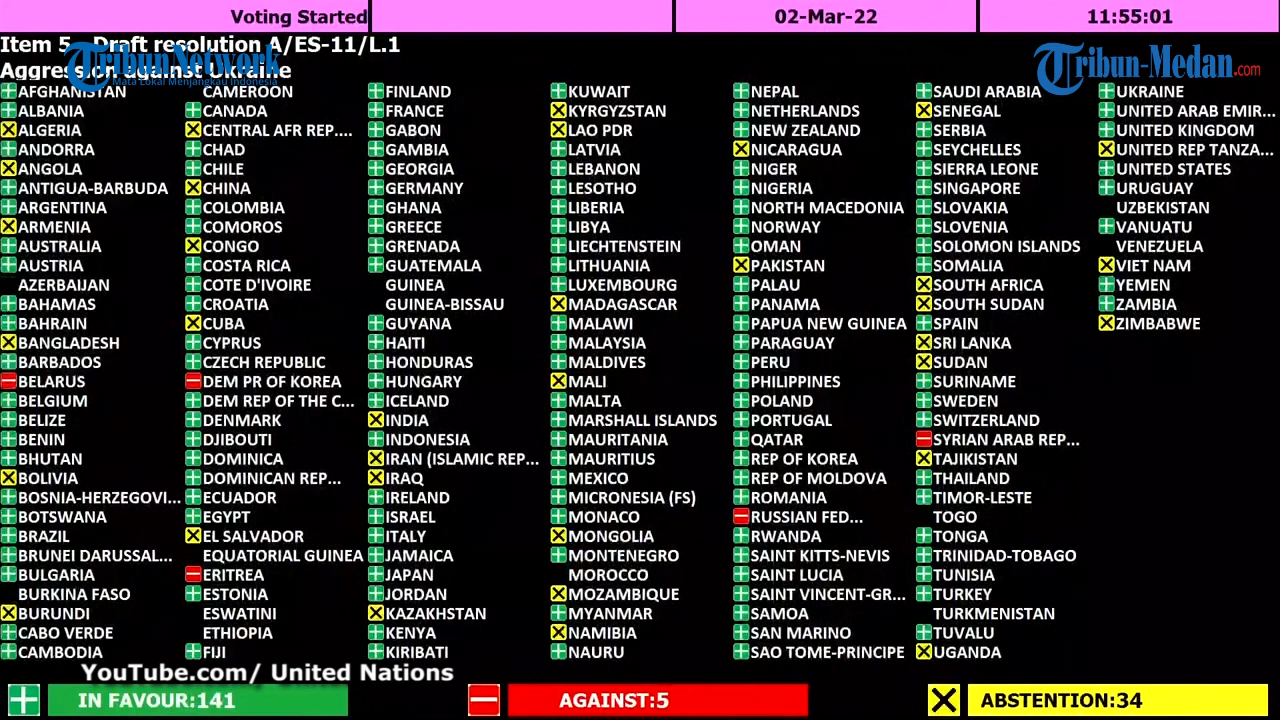 Voting Started
02-Mar-22
11:55:01
Item 5 Draft resolution A/ES-11/L.1
Aggression against Ukraine
Tribun Network
Mata Lokal Menjangkau Indonesia
Tribun-Medan.com
AFGHANISTAN
ALBANIA
ALGERIA
ANDORRA
ANGOLA
ANTIGUA-BARBUDA
ARGENTINA
ARMENIA
AUSTRALIA
AUSTRIA
AZERBAIJAN
BAHAMAS
BAHRAIN
BANGLADESH
BARBADOS
BELARUS
BELGIUM
BELIZE
BENIN
BHUTAN
BOLIVIA
BOSNIA-HERZEGOVI...
BOTSWANA
BRAZIL
BRUNEI DARUSSAL...
BULGARIA
BURKINA FASO
BURUNDI
CABO VERDE
CAMBODIA
CAMEROON
CANADA
CENTRAL AFR REP....
CHAD
CHILE
CHINA
COLOMBIA
COMOROS
CONGO
COSTA RICA
COTE D'IVOIRE
CROATIA
CUBA
CYPRUS
CZECH REPUBLIC
DEM PR OF KOREA
DEM REP OF THE C...
DENMARK
DJIBOUTI
DOMINICA
DOMINICAN REP...
ECUADOR
EGYPT
EL SALVADOR
EQUATORIAL GUINEA
ERITREA
ESTONIA
ESWATINI
ETHIOPIA
FIJI
FINLAND
FRANCE
GABON
GAMBIA
GEORGIA
GERMANY
GHANA
GREECE
GRENADA
GUATEMALA
GUINEA
GUINEA-BISSAU
GUYANA
HAITI
HONDURAS
HUNGARY
ICELAND
INDIA
INDONESIA
IRAN (ISLAMIC REP...
IRAQ
IRELAND
ISRAEL
ITALY
JAMAICA
JAPAN
JORDAN
KAZAKHSTAN
KENYA
KIRIBATI
KUWAIT
KYRGYZSTAN
LAO PDR
LATVIA
LEBANON
LESOTHO
LIBERIA
LIBYA
LIECHTENSTEIN
LITHUANIA
LUXEMBOURG
MADAGASCAR
MALAWI
MALAYSIA
MALDIVES
MALI
MALTA
MARSHALL ISLANDS
MAURITANIA
MAURITIUS
MEXICO
MICRONESIA (FS)
MONACO
MONGOLIA
MONTENEGRO
MOROCCO
MOZAMBIQUE
MYANMAR
NAMIBIA
NAURU
NEPAL
NETHERLANDS
NEW ZEALAND
NICARAGUA
NIGER
NIGERIA
NORTH MACEDONIA
NORWAY
OMAN
PAKISTAN
PALAU
PANAMA
PAPUA NEW GUINEA
PARAGUAY
PERU
PHILIPPINES
POLAND
PORTUGAL
QATAR
REP OF KOREA
REP OF MOLDOVA
ROMANIA
RUSSIAN FED...
RWANDA
SAINT KITTS-NEVIS
SAINT LUCIA
SAINT VINCENT-GR...
SAMOA
SAN MARINO
SAO TOME-PRINCIPE
SAUDI ARABIA
SENEGAL
SERBIA
SEYCHELLES
SIERRA LEONE
SINGAPORE
SLOVAKIA
SLOVENIA
SOLOMON ISLANDS
SOMALIA
SOUTH AFRICA
SOUTH SUDAN
SPAIN
SRI LANKA
SUDAN
SURINAME
SWEDEN
SWITZERLAND
SYRIAN ARAB REP...
TAJIKISTAN
THAILAND
TIMOR-LESTE
TOGO
TONGA
TRINIDAD-TOBAGO
TUNISIA
TURKEY
TURKMENISTAN
TUVALU
UGANDA
UKRAINE
UNITED ARAB EMIR...
UNITED KINGDOM
UNITED REP TANZA...
UNITED STATES
URUGUAY
UZBEKISTAN
VANUATU
VENEZUELA
VIET NAM
YEMEN
ZAMBIA
ZIMBABWE
YouTube.com/ United Nations
IN FAVOUR:141
AGAINST:5
ABSTENTION:34